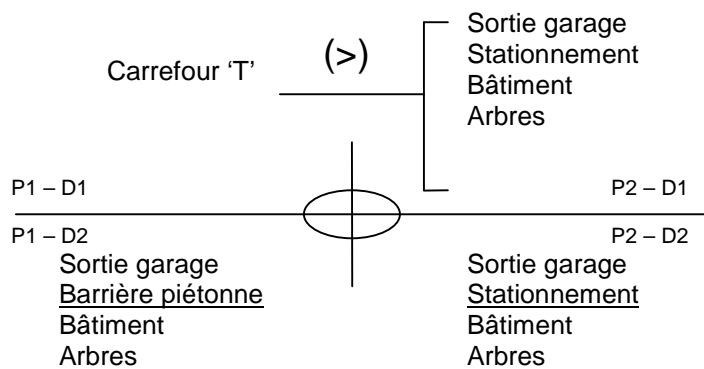 Carrefour ‘T’
(>)
Sortie garage
Stationnement
Bâtiment
Arbres
P1 – D1
P2 – D1
P1 – D2
P2 – D2
Sortie garage
Barrière piétonne
Bâtiment
Arbres
Sortie garage
Stationnement
Bâtiment
Arbres